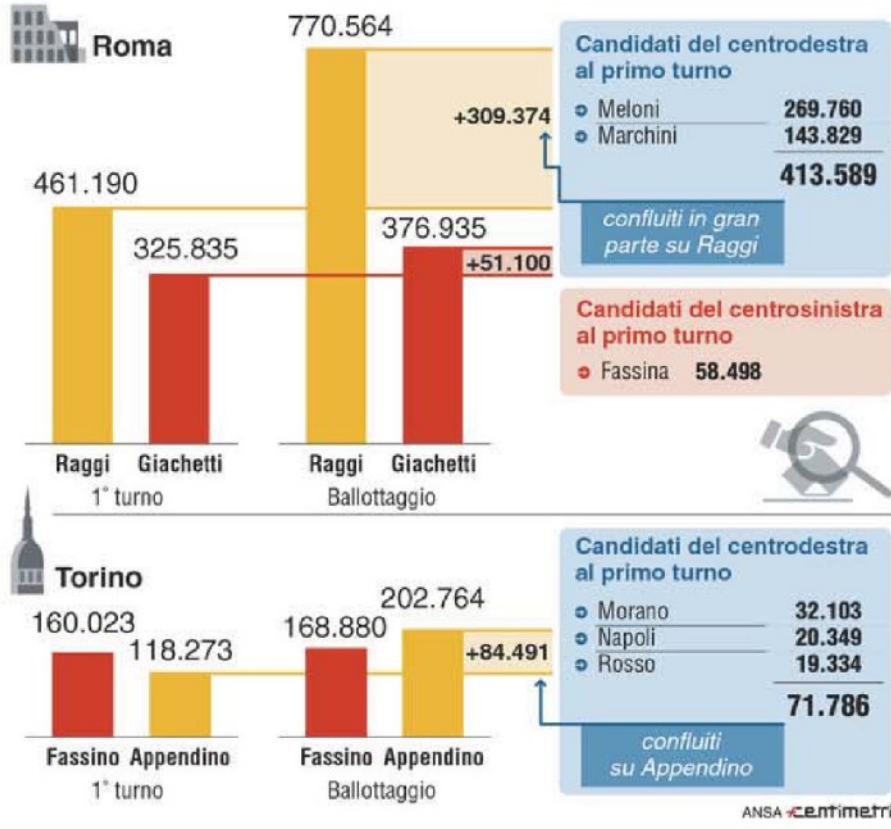 Roma
770.564
+309.374
461.190
325.835
376.935
+51.100
Raggi Giachetti
1° turno
Raggi Giachetti
Ballottaggio
Candidati del centrodestra
al primo turno
Meloni 269.760
Marchini 143.829
413.589
confluiti in gran
parte su Raggi
Candidati del centrosinistra
al primo turno
Fassina 58.498
Torino
160.023
118.273
168.880
202.764
+84.491
Fassino Appendino
1° turno
Fassino Appendino
Ballottaggio
Candidati del centrodestra
al primo turno
Morano 32.103
Napoli 20.349
Rosso 19.334
71.786
confluiti
su Appendino
ANSA centimetri